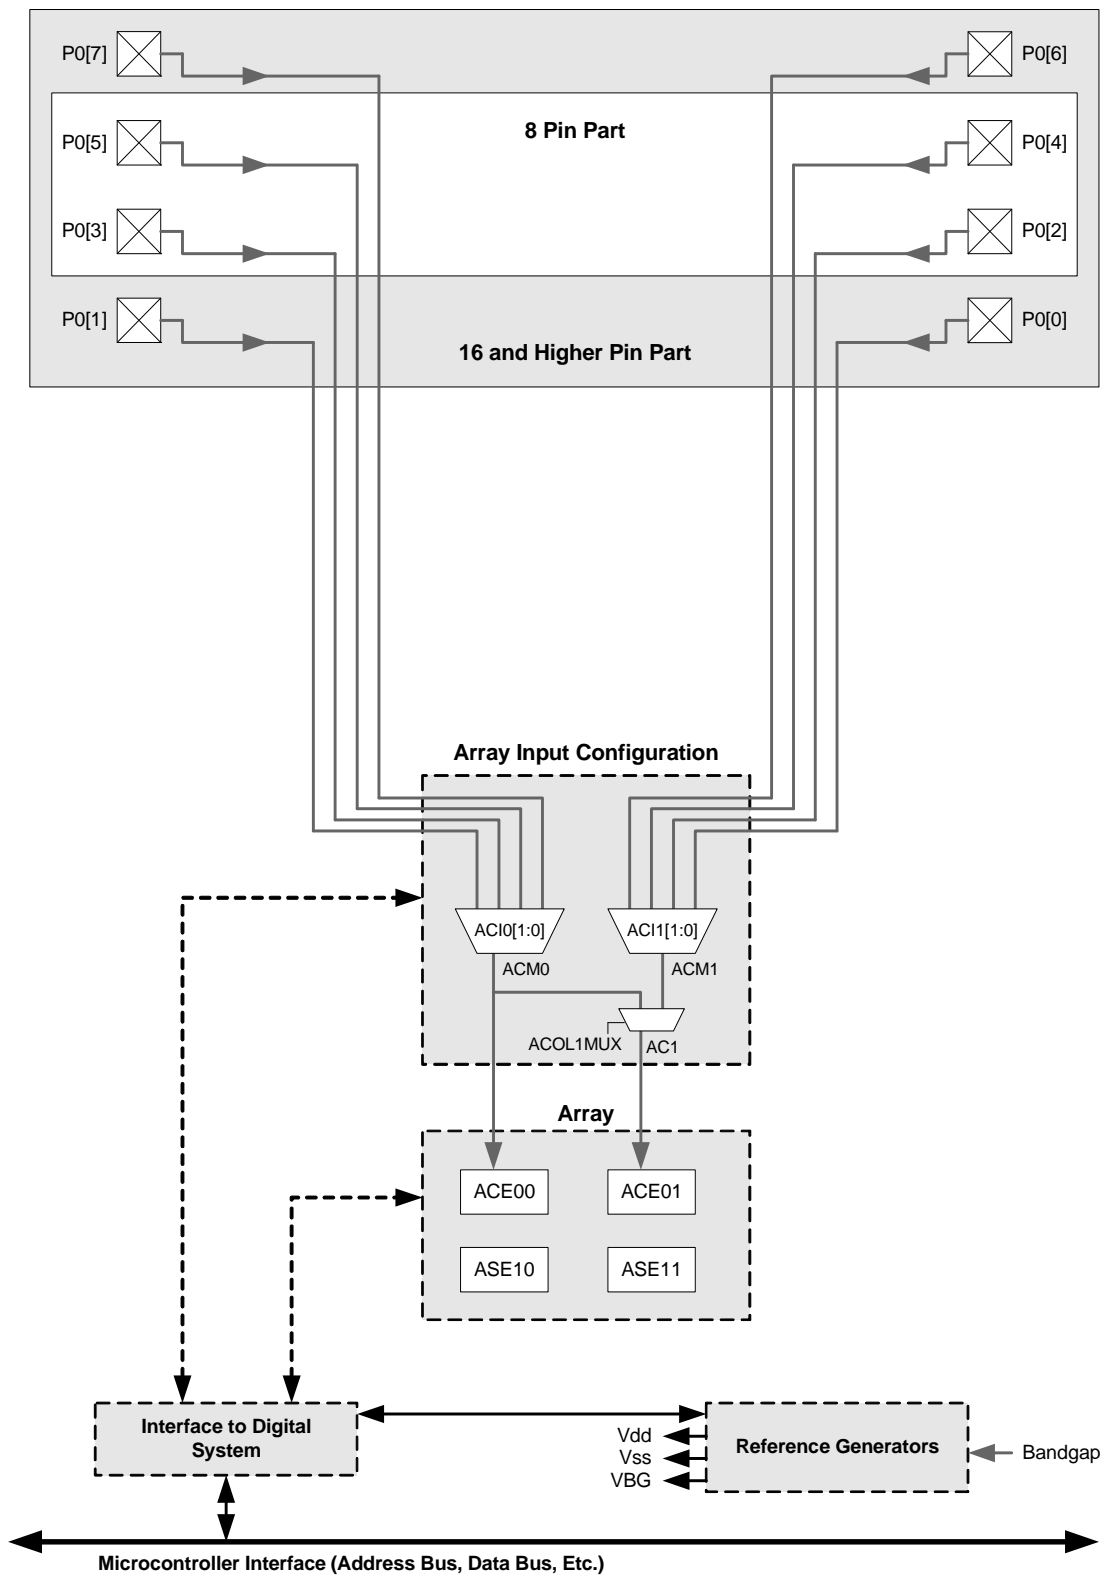 P0[7]
P0[6]
8 Pin Part
P0[5]
P0[4]
P0[3]
P0[2]
P0[1]
P0[0]
16 and Higher Pin Part
Array Input Configuration
ACI0[1:0]
ACI1[1:0]
ACM0
ACM1
ACOL1MUX
AC1
Array
ACE00
ACE01
ASE10
ASE11
Interface to Digital
System
Vdd
Vss
VBG
Reference Generators
Bandgap
Microcontroller Interface (Address Bus, Data Bus, Etc.)